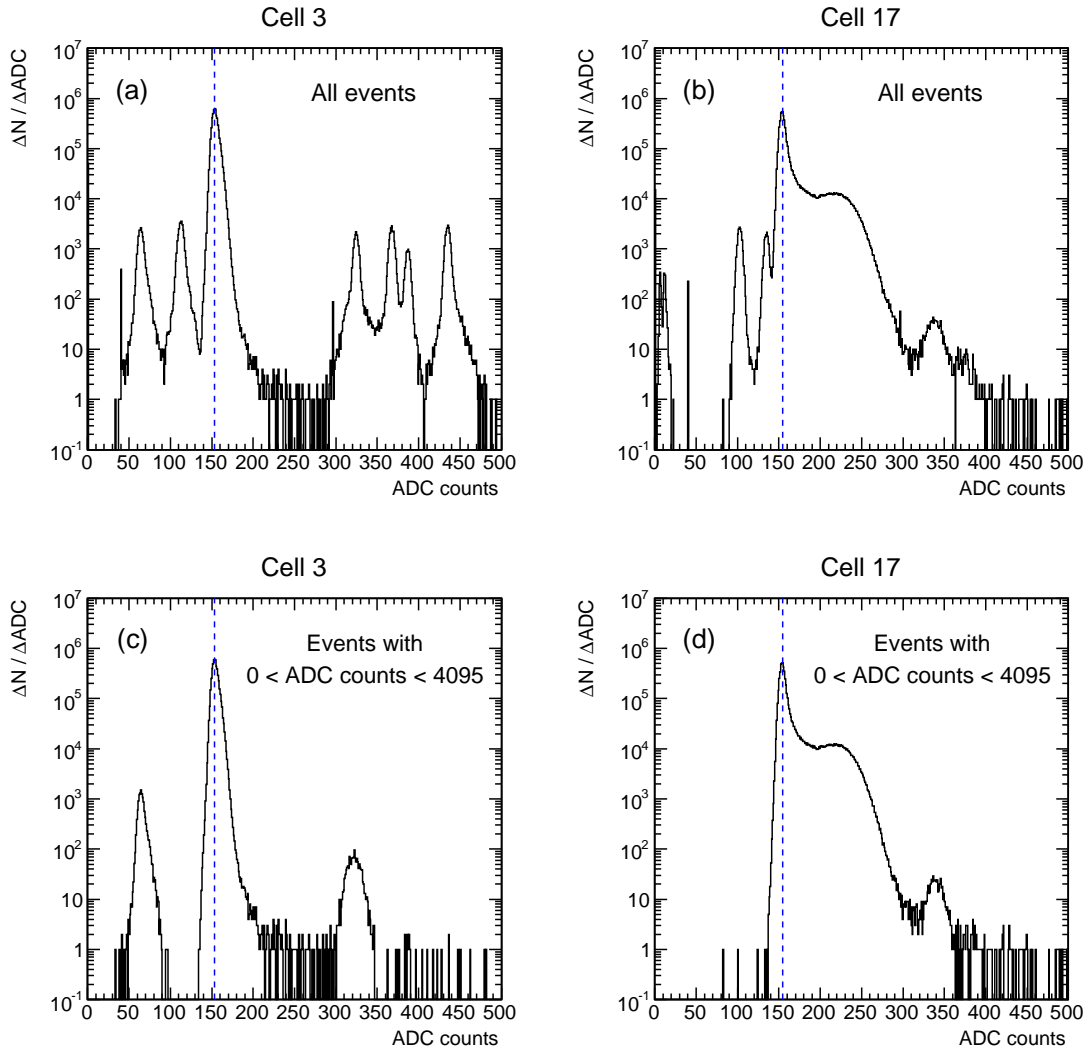 Cell 3
(a)
All events
ΔN / ΔADC
10^7
10^6
10^5
10^4
10^3
10^2
10
1
10^-1
0 50 100 150 200 250 300 350 400 450 500
ADC counts
Cell 17
(b)
All events
ΔN / ΔADC
10^7
10^6
10^5
10^4
10^3
10^2
10
1
10^-1
0 50 100 150 200 250 300 350 400 450 500
ADC counts
Cell 3
(c)
Events with
0 < ADC counts < 4095
ΔN / ΔADC
10^7
10^6
10^5
10^4
10^3
10^2
10
1
10^-1
0 50 100 150 200 250 300 350 400 450 500
ADC counts
Cell 17
(d)
Events with
0 < ADC counts < 4095
ΔN / ΔADC
10^7
10^6
10^5
10^4
10^3
10^2
10
1
10^-1
0 50 100 150 200 250 300 350 400 450 500
ADC counts